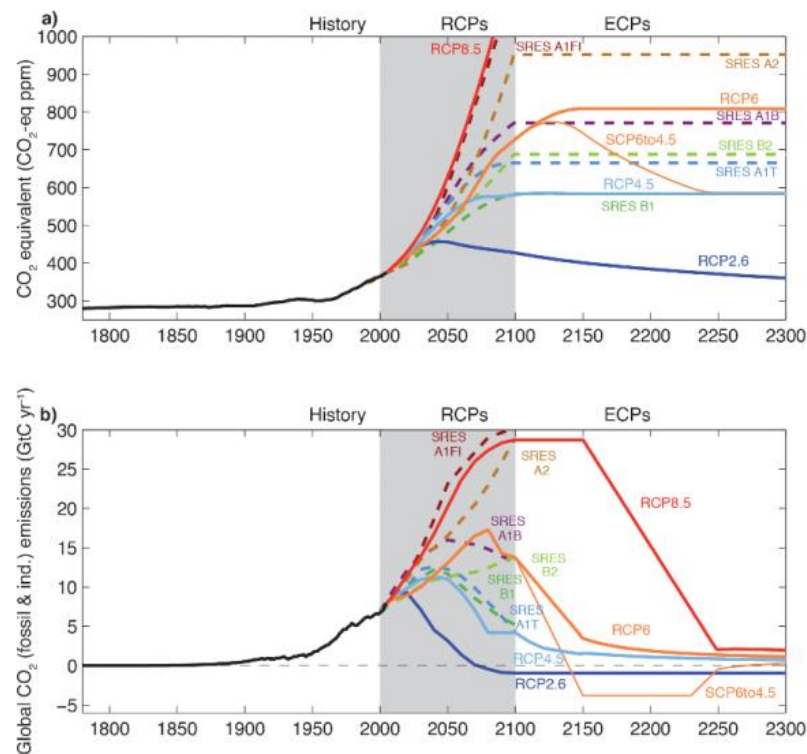 a)
History RCPs ECPs
CO₂ equivalent (CO₂-eq ppm)
1000
900
800
700
600
500
400
300
RCP8.5
SRES A1FI
SRES A2
RCP6
SRES A1B
SCP6to4.5
SRES B2
SRES A1T
RCP4.5
SRES B1
RCP2.6
1800 1850 1900 1950 2000 2050 2100 2150 2200 2250 2300
b)
History RCPs ECPs
Global CO₂ (fossil & ind.) emissions (GtC yr⁻¹)
30
25
20
15
10
5
0
−5
SRES
A1FI
SRES
A2
RCP8.5
SRES
A1B
SRES
B2
SRES
B1
SRES
A1T
RCP6
RCP4.5
RCP2.6
SCP6to4.5
1800 1850 1900 1950 2000 2050 2100 2150 2200 2250 2300